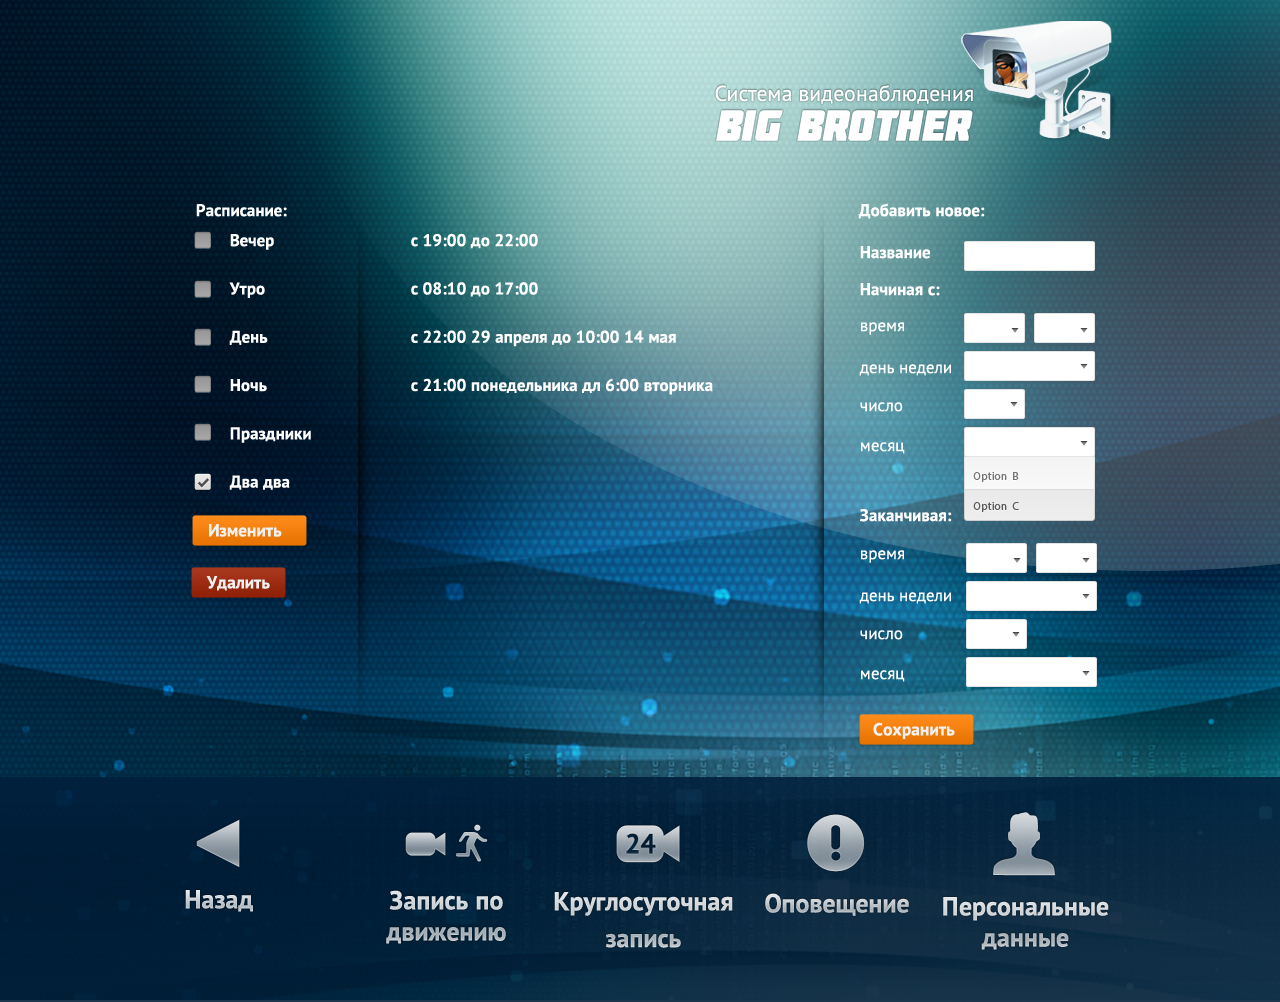 Система видеонаблюдения
BIG BROTHER
Расписание:
Вечер с 19:00 до 22:00
Утро с 08:10 до 17:00
День с 22:00 29 апреля до 10:00 14 мая
Ночь с 21:00 понедельника дл 6:00 вторника
Праздники
Два два
Изменить
Удалить
Добавить новое:
Название
Начиная с:
время
день недели
число
месяц
Option B
Option C
Заканчивая:
время
день недели
число
месяц
Сохранить
Назад
Запись по
движению
24
Круглосуточная
запись
Оповещение
Персональные
данные